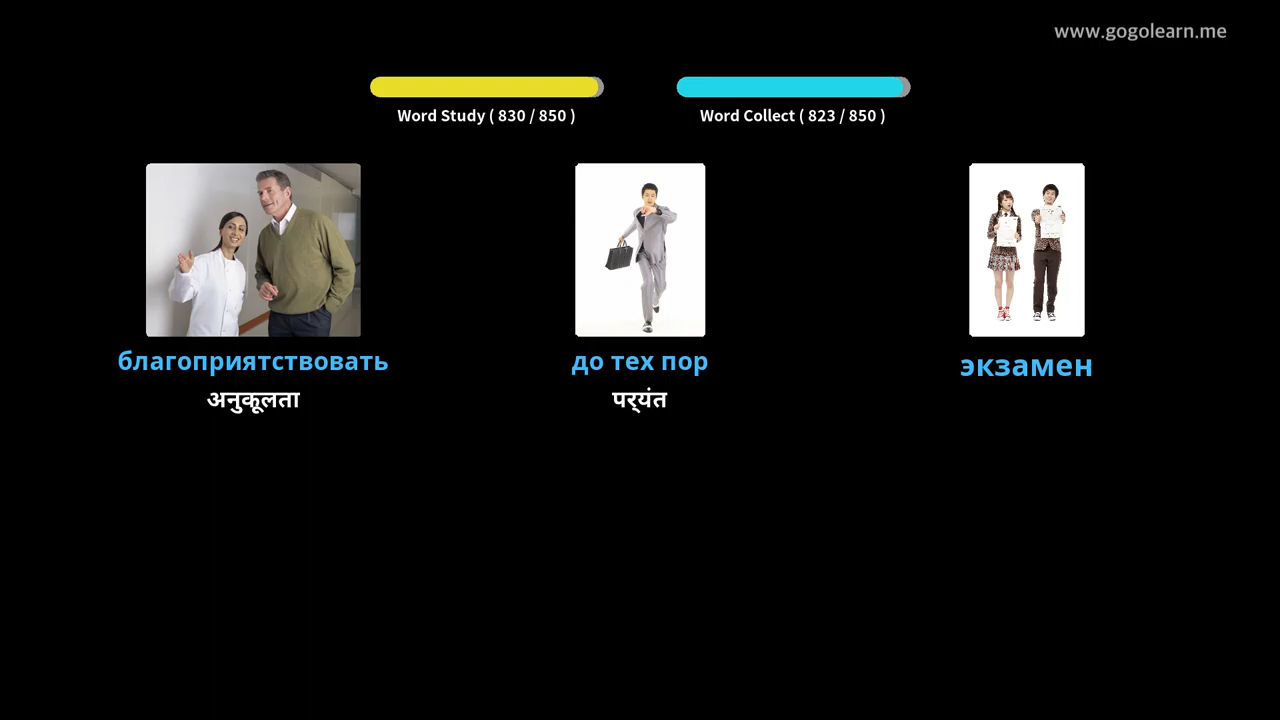 www.gogolearn.me
Word Study ( 830 / 850 )
Word Collect ( 823 / 850 )
благоприятствовать
до тех пор
экзамен
अनुकूलता
पर्‍यंत